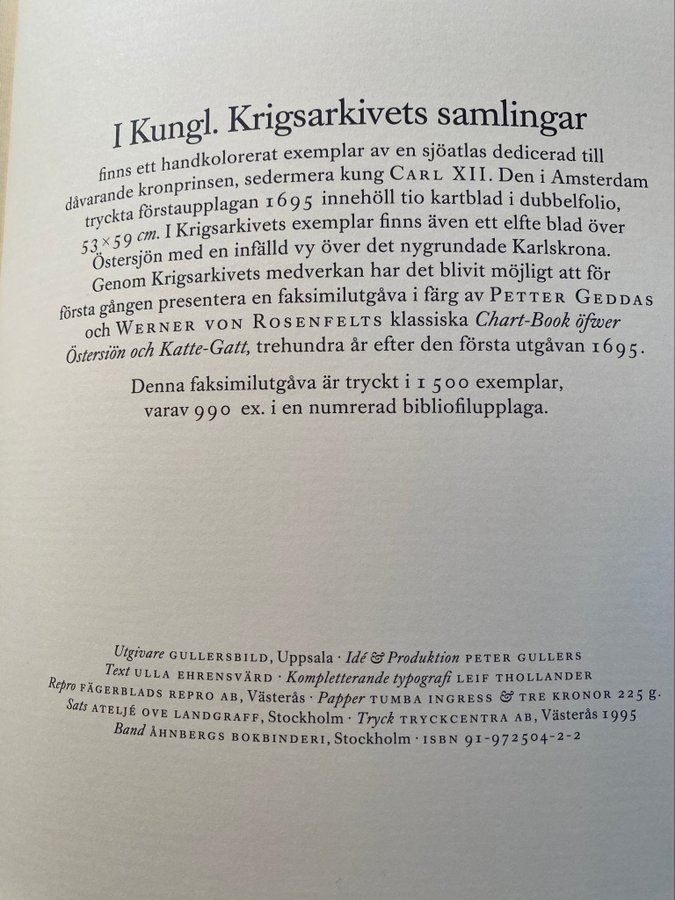 I Kungl. Krigsarkivets samlingar
finns ett handkolorerat exemplar av en sjöatlas dedicerad till
dåvarande kronprinsen, sedermera kung CARL XII. Den i Amsterdam
tryckta förstaupplagan 1695 innehöll tio kartblad i dubbelfolio,
53×59 cm. I Krigsarkivets exemplar finns även ett elfte blad över
Östersjön med en infälld vy över det nygrundade Karlskrona.
Genom Krigsarkivets medverkan har det blivit möjligt att för
första gången presentera en faksimilutgåva i färg av PETTER GEDDAS
och WERNER VON ROSENFELTS klassiska Chart-Book öfwer
Östersiön och Katte-Gatt, trehundra år efter den första utgåvan 1695.
Denna faksimilutgåva är tryckt i 1 500 exemplar,
varav 990 ex. i en numrerad bibliofilupplaga.
Utgivare GULLERSBILD, Uppsala · Idé & Produktion PETER GULLERS
Text ULLA EHRENSVÄRD · Kompletterande typografi LEIF THOLLANDER
Repro FÄGERBLADS REPRO AB, Västerås · Papper TUMBA INGRESS & TRE KRONOR 225 g.
Sats ATELJÉ OVE LANDGRAFF, Stockholm · Tryck TRYCKCENTRA AB, Västerås 1995
Band ÅHNBERGS BOKBINDERI, Stockholm · ISBN 91-972504-2-2